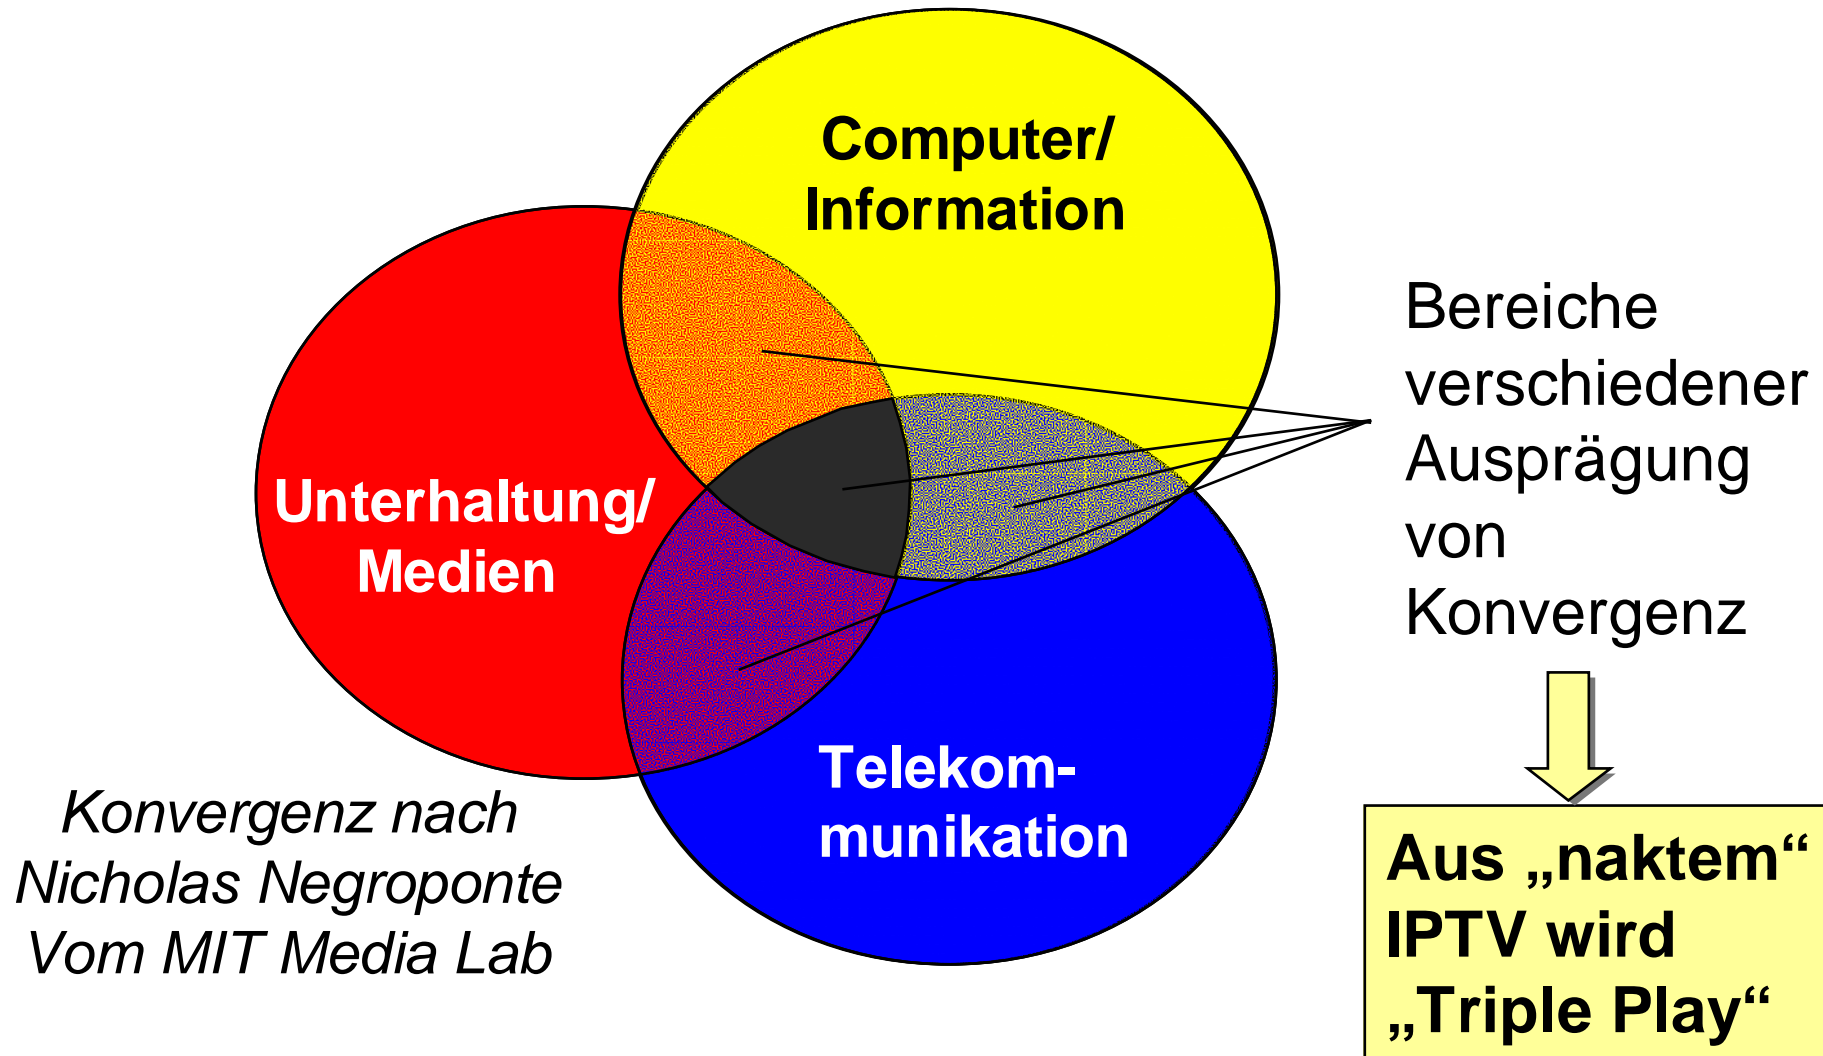 Computer/
Information
Unterhaltung/
Medien
Telekom-
munikation
Bereiche
verschiedener
Ausprägung
von
Konvergenz
Konvergenz nach
Nicholas Negroponte
Vom MIT Media Lab
Aus „naktem“
IPTV wird
„Triple Play“